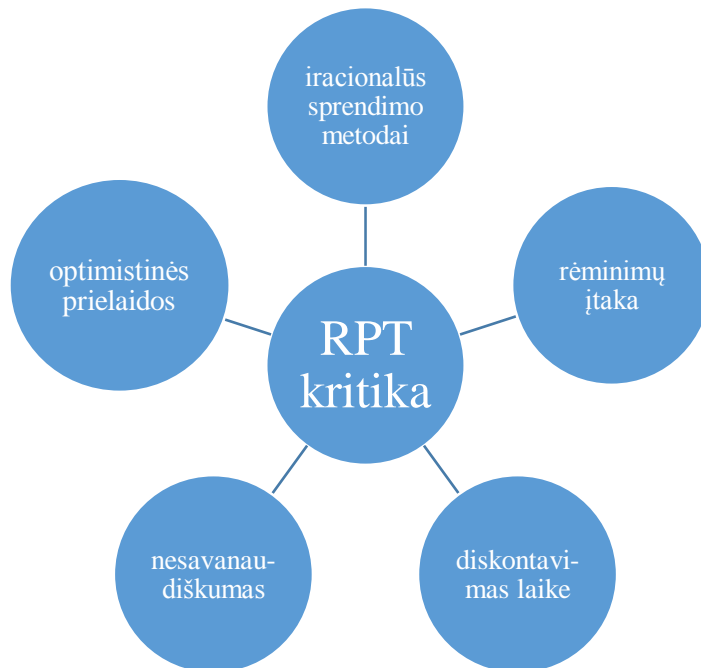 iracionalūs
sprendimo
metodai
optimistinės
prielaidos
rėminimų
įtaka
RPT
kritika
nesavanau-
diškumas
diskontavi-
mas laike